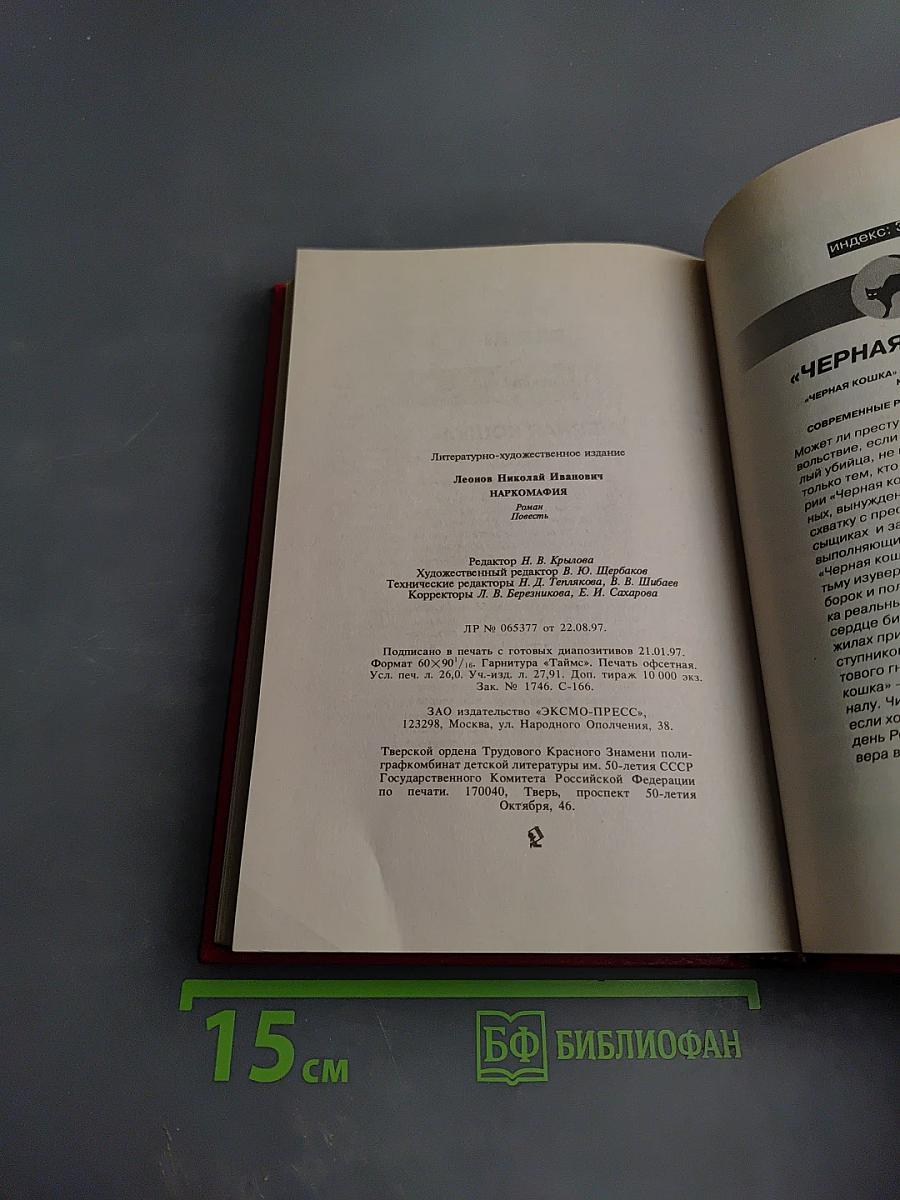 Литературно-художественное издание
Леонов Николай Иванович
НАРКОМАФИЯ
Роман
Повесть
Редактор Н. В. Крылова
Художественный редактор В. Ю. Щербаков
Технические редакторы Н. Д. Теплякова, В. В. Шибаев
Корректоры Л. В. Березникова, Е. И. Сахарова
ЛР № 065377 от 22.08.97.
Подписано в печать с готовых диапозитивов 21.01.97.
Формат 60×90¹/₁₆. Гарнитура «Таймс». Печать офсетная.
Усл. печ. л. 26,0. Уч.-изд. л. 27,91. Доп. тираж 10 000 экз.
Зак. № 1746. С-166.
ЗАО издательство «ЭКСМО-ПРЕСС»,
123298, Москва, ул. Народного Ополчения, 38.
Тверской ордена Трудового Красного Знамени поли-
графкомбинат детской литературы им. 50-летия СССР
Государственного Комитета Российской Федерации
по печати. 170040, Тверь, проспект 50-летия
Октября, 46.
индекс:
«ЧЕРНАЯ
«ЧЕРНАЯ КОШКА»
СОВРЕМЕННЫЕ
Может ли престу
вольствие, если
лый убийца, не
только тем, кто
рии «Черная ко
ных, вынужден
схватку с прес
сыщиках и за
выполняющи
«Черная кош
тьму изувер
борок и пол
ка реальны
сердце би
жилах при
ступников
тового гн
кошка» –
налу. Чи
если хо
день Ре
вера в
15 см
БФ БИБЛИОФАН